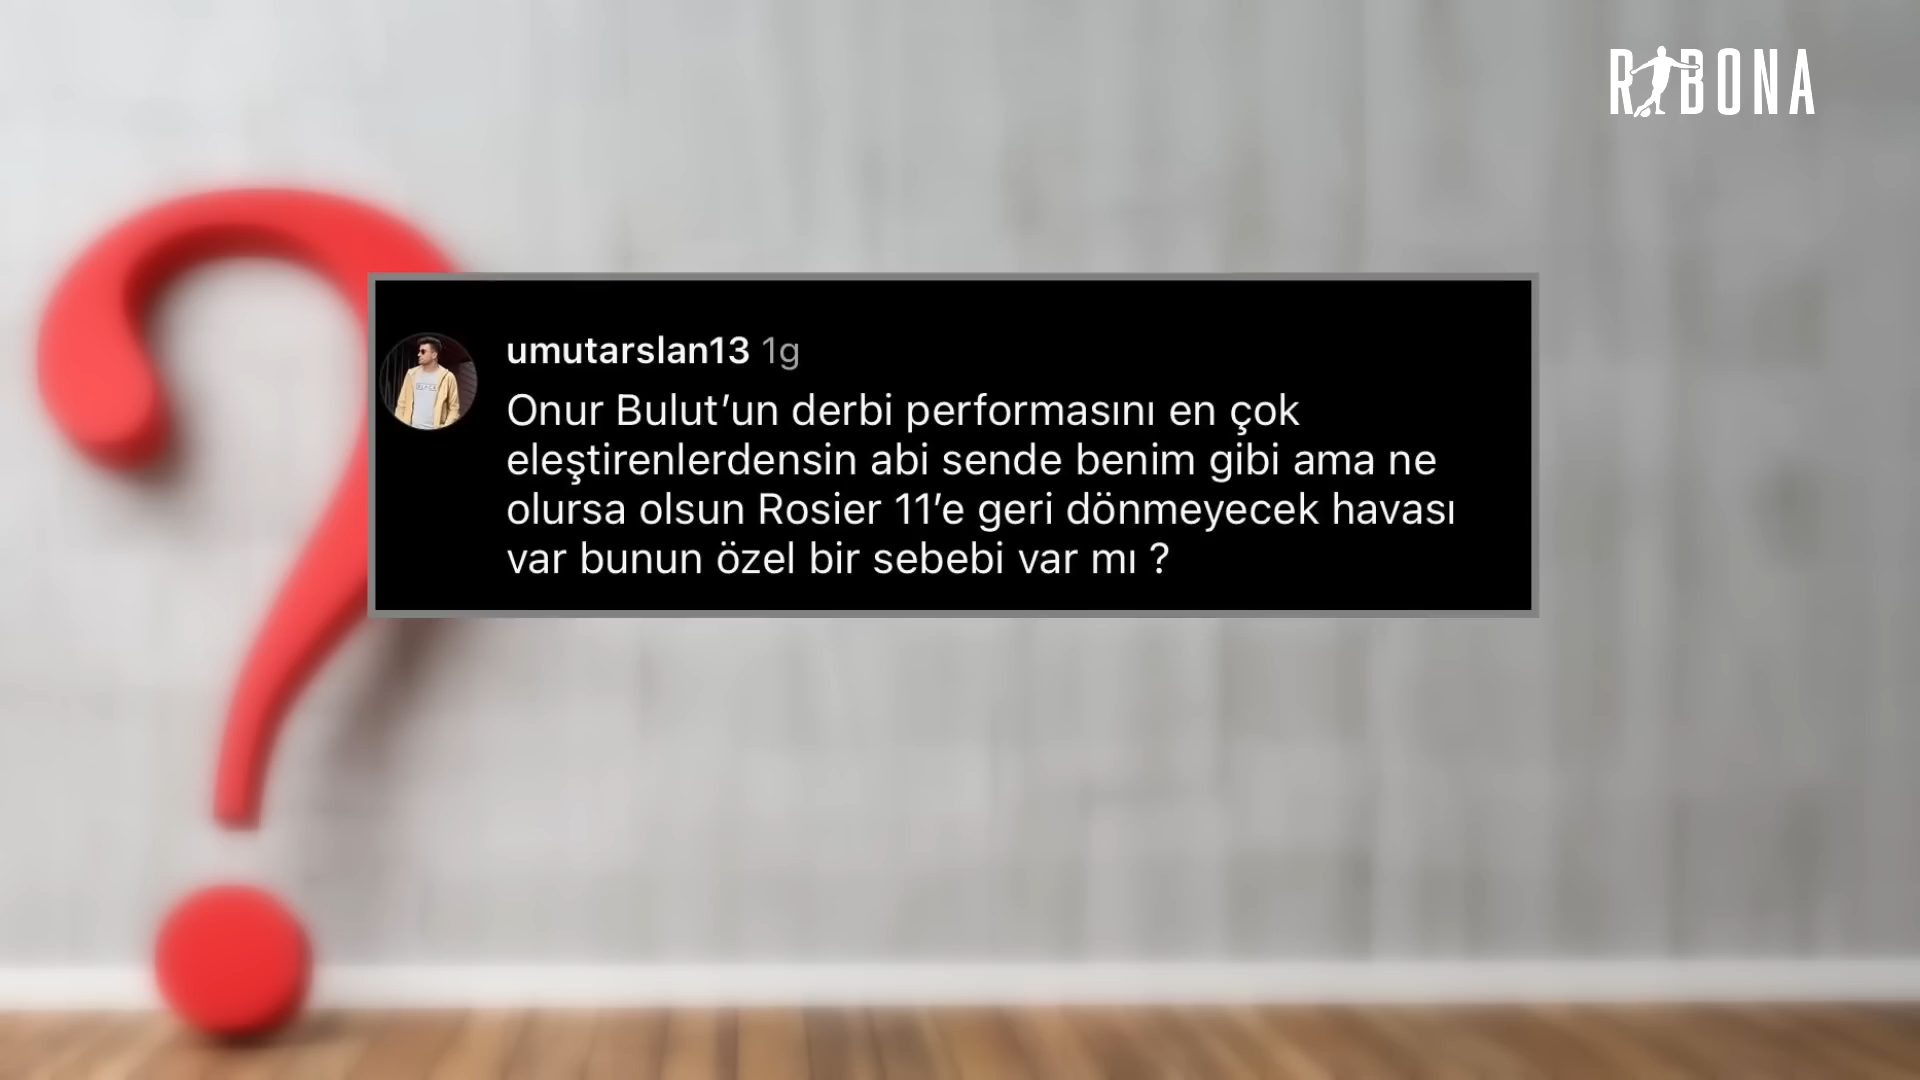 RABONA
umutarslan13 1g
Onur Bulut’un derbi performasını en çok
eleştirenlerdensin abi sende benim gibi ama ne
olursa olsun Rosier 11’e geri dönmeyecek havası
var bunun özel bir sebebi var mı ?